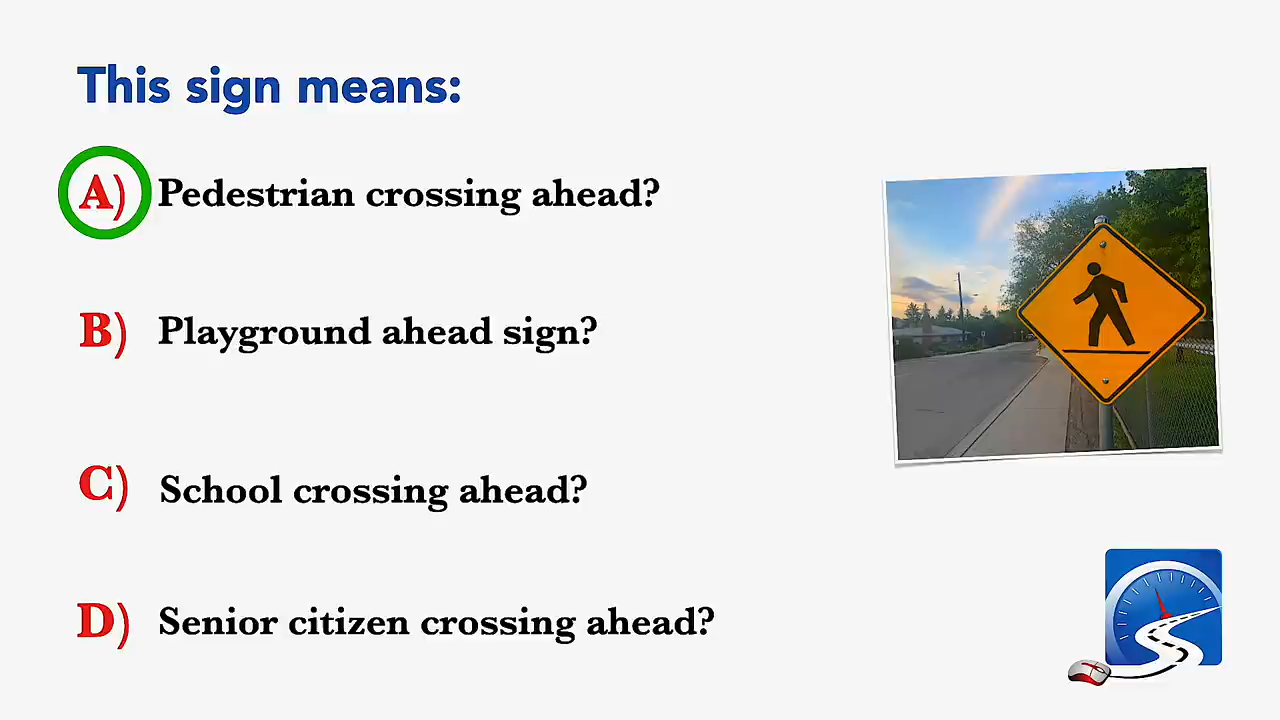 This sign means:
A) Pedestrian crossing ahead?
B) Playground ahead sign?
C) School crossing ahead?
D) Senior citizen crossing ahead?